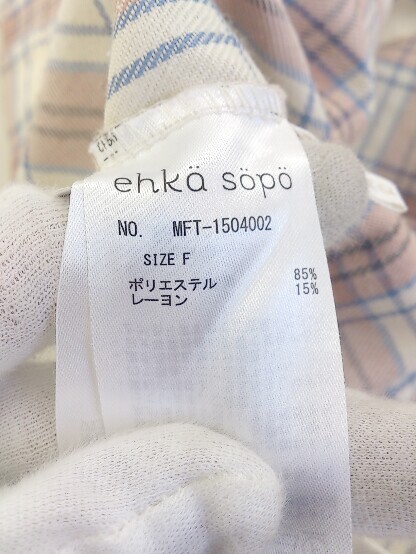 ehkä söpö
NO. MFT-1504002
SIZE F
ポリエステル 85%
レーヨン 15%